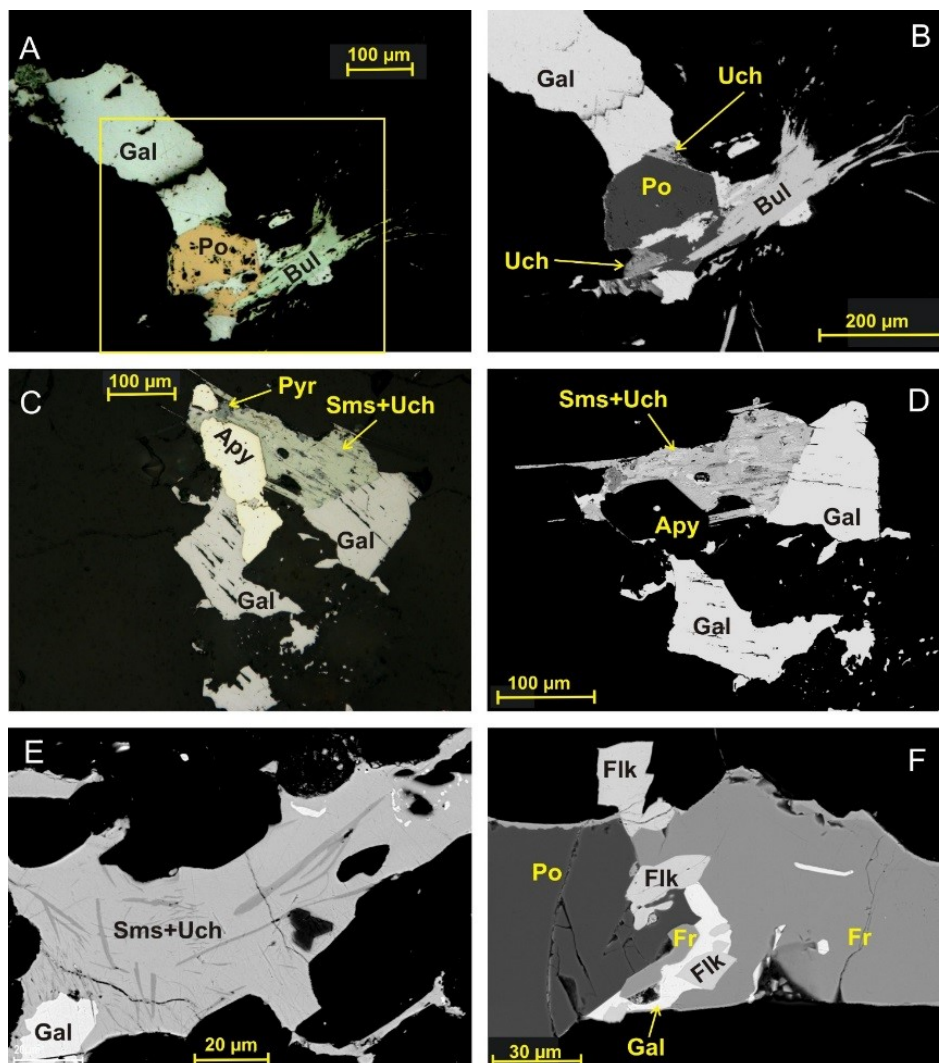 A
100 µm
Gal
Po
Bul
B
Gal
Uch
Po
Bul
Uch
200 µm
C
100 µm
Pyr
Sms+Uch
Apy
Gal
Gal
D
Sms+Uch
Apy
Gal
Gal
100 µm
E
Sms+Uch
Gal
20 µm
F
Flk
Po
Flk
Fr
Flk
Fr
Gal
30 µm